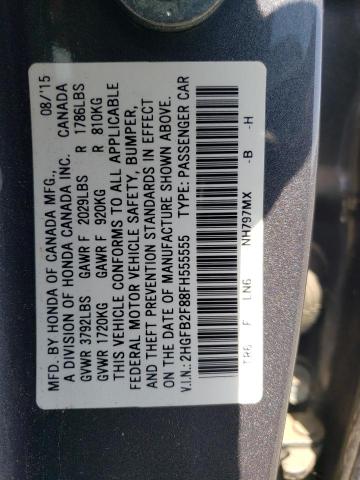 MFD. BY HONDA OF CANADA MFG., 08/15
A DIVISION OF HONDA CANADA INC. CANADA
GVWR 3792LBS GAWR F 2029LBS R 1786LBS
GVWR 1720KG GAWR F 920KG R 810KG
THIS VEHICLE CONFORMS TO ALL APPLICABLE
FEDERAL MOTOR VEHICLE SAFETY, BUMPER,
AND THEFT PREVENTION STANDARDS IN EFFECT
ON THE DATE OF MANUFACTURE SHOWN ABOVE.
V.I.N.: 2HGFB2F88FH555555 TYPE: PASSENGER CAR
TR6 F LN6 NH797MX -B -H